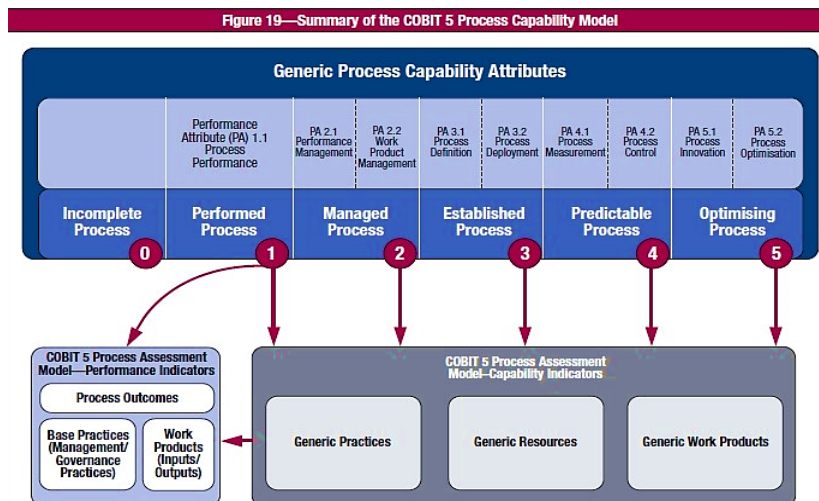 Figure 19—Summary of the COBIT 5 Process Capability Model
Generic Process Capability Attributes
Performance
Attribute (PA) 1.1
Process
Performance
PA 2.1
Performance
Management
PA 2.2
Work
Product
Management
PA 3.1
Process
Definition
PA 3.2
Process
Deployment
PA 4.1
Process
Measurement
PA 4.2
Process
Control
PA 5.1
Process
Innovation
PA 5.2
Process
Optimisation
Incomplete
Process
0
Performed
Process
1
Managed
Process
2
Established
Process
3
Predictable
Process
4
Optimising
Process
5
COBIT 5 Process Assessment
Model—Performance Indicators
Process Outcomes
Base Practices
(Management/
Governance
Practices)
Work
Products
(Inputs/
Outputs)
COBIT 5 Process Assessment
Model–Capability Indicators
Generic Practices
Generic Resources
Generic Work Products